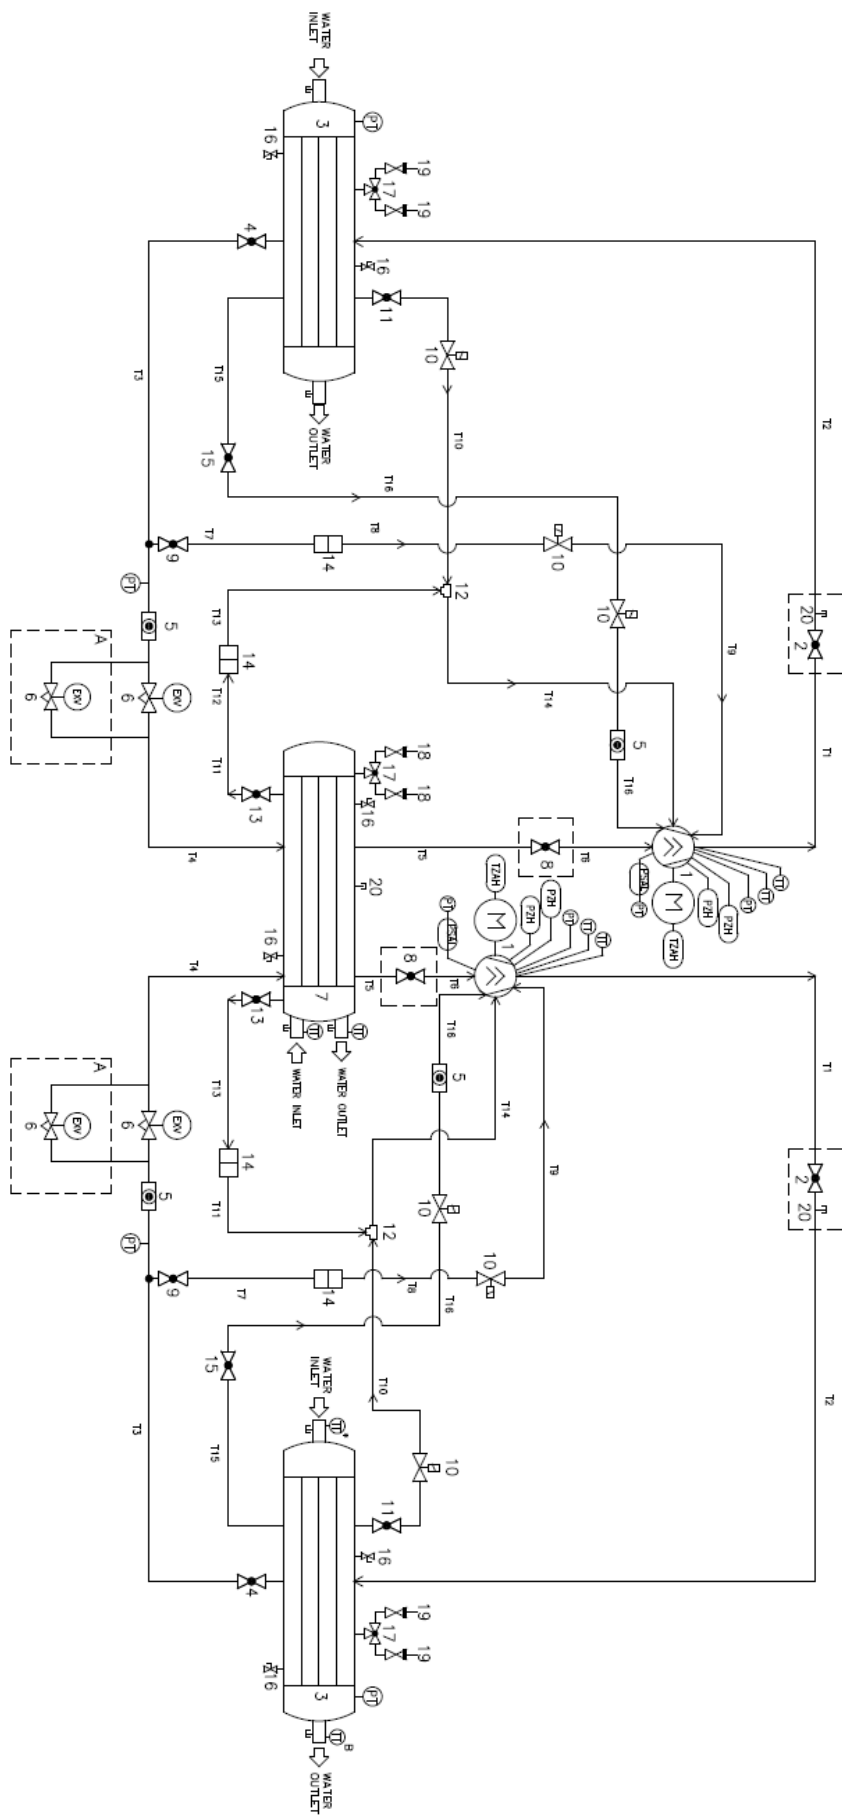 WATER
INLET
3
PT
16
19
17
19
4
16
11
10
T3
T15
WATER
OUTLET
T10
T2
15
T16
T7
9
T8
14
10
PT
12
10
20
2
5
T13
T9
A
14
T12
T14
5
6
EXV
6
EXV
T11
18
17
18
T1
13
16
T16
T4
T5
8
T6
1
PSAL
PT
M
TZAH
PZH
PZH
PT
TT
TT
20
TZAH
M
1
PT
PSAL
PZH
PZH
PT
TT
TT
16
T4
T5
8
T6
7
13
TT
TT
WATER INLET
WATER OUTLET
T16
5
T1
A
T13
T14
6
EXV
6
EXV
14
T9
2
5
T11
10
20
PT
12
10
9
T7
14
T8
T16
15
WATER
INLET
T10
T2
T3
TT
T15
10
11
16
4
19
17
19
16
3
PT
TT
B
WATER
OUTLET